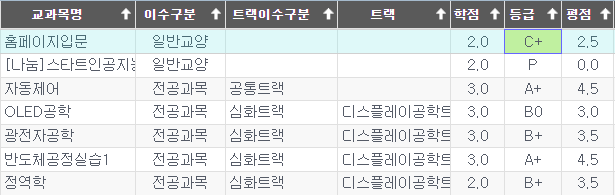 교과목명 이수구분 트랙이수구분 트랙 학점 등급 평점
홈페이지입문 일반교양 2.0 C+ 2.5
[나눔]스타트인공지능 일반교양 2.0 P 0.0
자동제어 전공과목 공통트랙 3.0 A+ 4.5
OLED공학 전공과목 심화트랙 디스플레이공학트 3.0 B0 3.0
광전자공학 전공과목 심화트랙 디스플레이공학트 3.0 B+ 3.5
반도체공정실습1 전공과목 심화트랙 디스플레이공학트 3.0 A+ 4.5
정역학 전공과목 심화트랙 디스플레이공학트 2.0 B+ 3.5